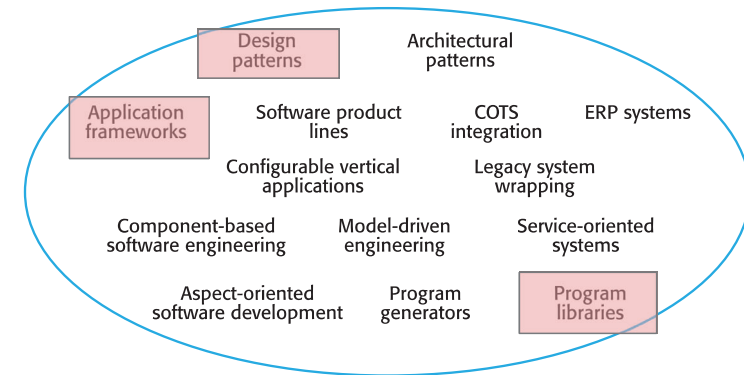 Design
patterns
Architectural
patterns
Application
frameworks
Software product
lines
COTS
integration
ERP systems
Configurable vertical
applications
Legacy system
wrapping
Component-based
software engineering
Model-driven
engineering
Service-oriented
systems
Aspect-oriented
software development
Program
generators
Program
libraries